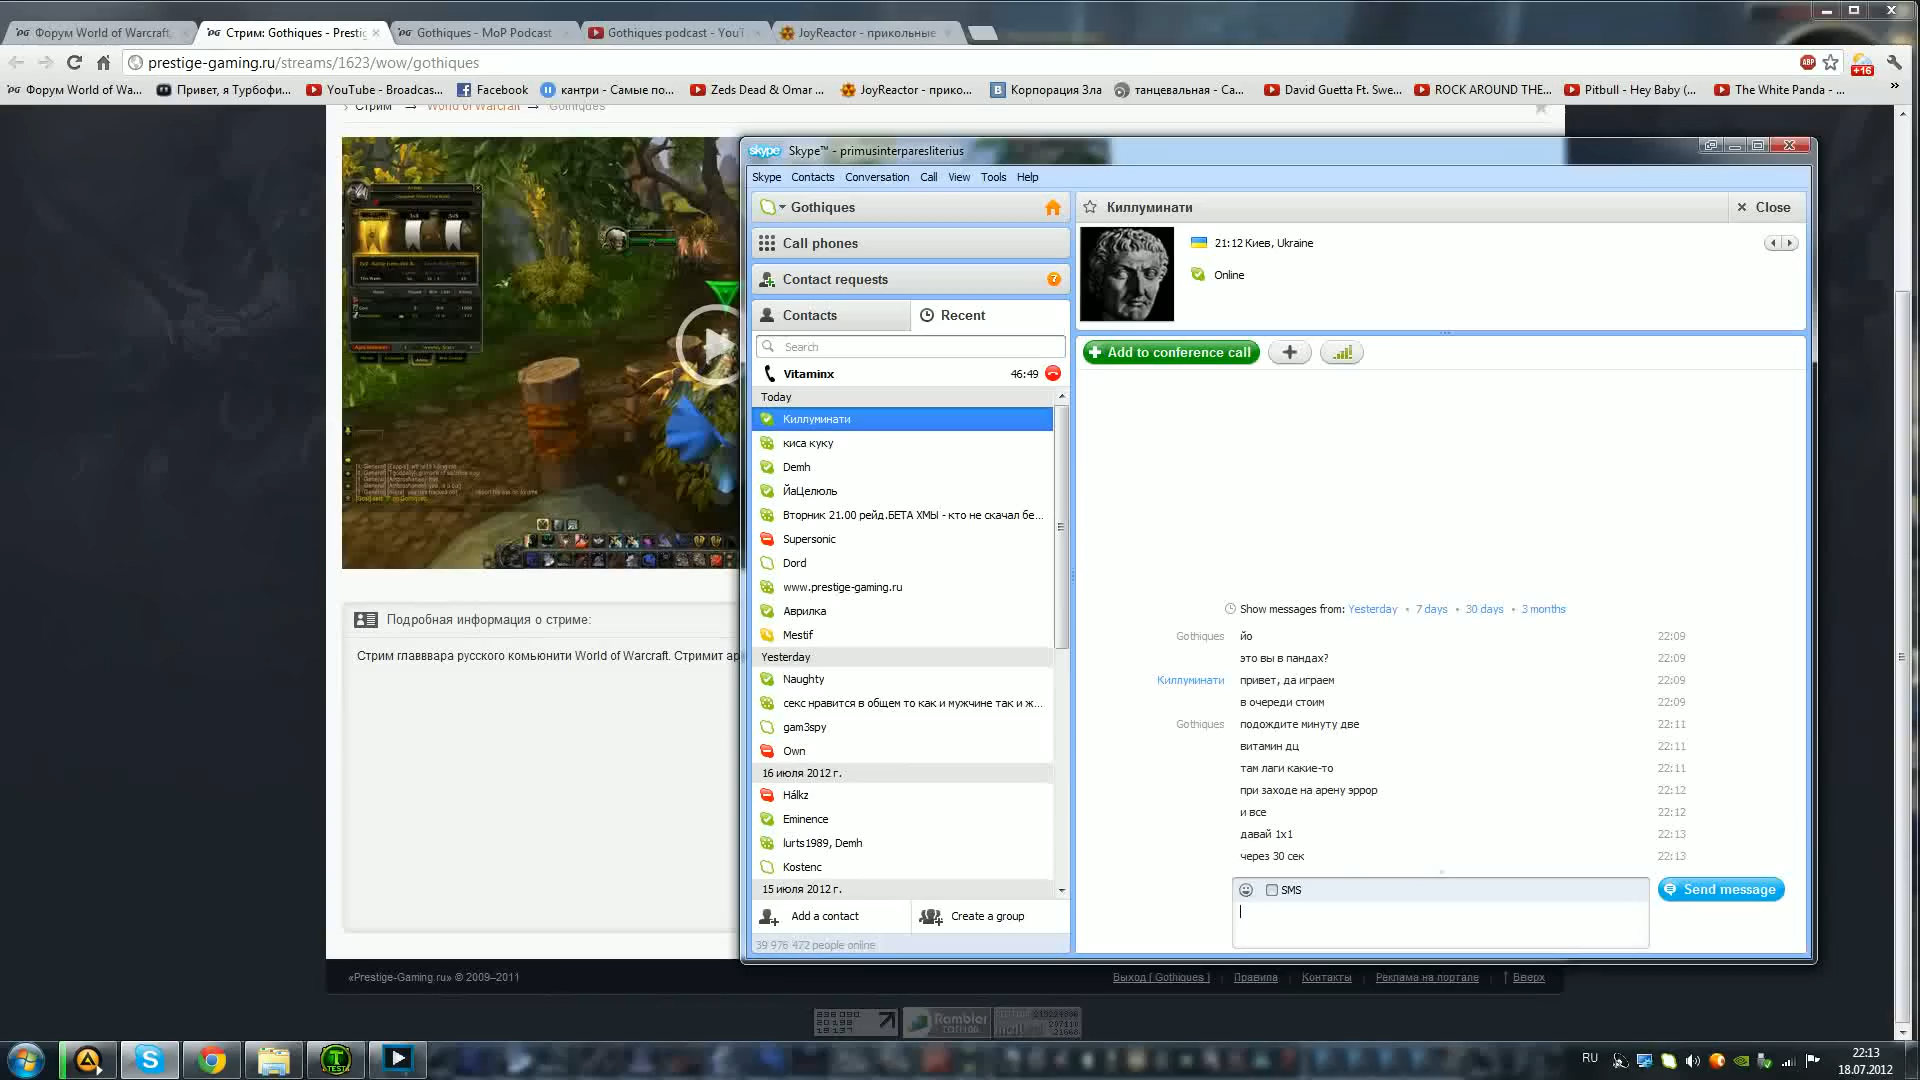 Форум World of Warcraft,
Стрим: Gothiques - Prestig
Gothiques - MoP Podcast
Gothiques podcast - YouT
JoyReactor - прикольные
prestige-gaming.ru/streams/1623/wow/gothiques
ABP
+16
Форум World of Wa...
Привет, я Турбофи...
YouTube - Broadcas...
Facebook
кантри - Самые по...
Zeds Dead & Omar ...
JoyReactor - прико...
Корпорация Зла
танцевальная - Са...
David Guetta Ft. Swe...
ROCK AROUND THE...
Pitbull - Hey Baby (...
The White Panda - ...
Стрим → World of Warcraft → Gothiques
Подробная информация о стриме:
Стрим главввара русского комьюнити World of Warcraft. Стримит ар
skype Skype™ - primusinterparesliterius
Skype Contacts Conversation Call View Tools Help
Gothiques
Call phones
Contact requests 7
Contacts Recent
Search
Vitaminx 46:49
Today
Киллуминати
киса куку
Demh
ЙаЦелюль
Вторник 21.00 рейд.БЕТА ХМЫ - кто не скачал бе...
Supersonic
Dord
www.prestige-gaming.ru
Аврилка
Mestif
Yesterday
Naughty
секс нравится в общем то как и мужчине так и ж...
gam3spy
Own
16 июля 2012 г.
Hálkz
Eminence
lurts1989, Demh
Kostenc
15 июля 2012 г.
Add a contact Create a group
39 976 472 people online
Киллуминати Close
21:12 Киев, Ukraine
Online
Add to conference call
Show messages from: Yesterday • 7 days • 30 days • 3 months
Gothiques йо 22:09
это вы в пандах? 22:09
Киллуминати привет, да играем 22:09
в очереди стоим 22:09
Gothiques подождите минуту две 22:11
витамин дц 22:11
там лаги какие-то 22:11
при заходе на арену эррор 22:12
и все 22:12
давай 1х1 22:13
через 30 сек 22:13
SMS
Send message
«Prestige-Gaming.ru» © 2009–2011
Выход [ Gothiques ] Правила Контакты Реклама на портале ↑ Вверх
Rambler
RU
22:13
18.07.2012